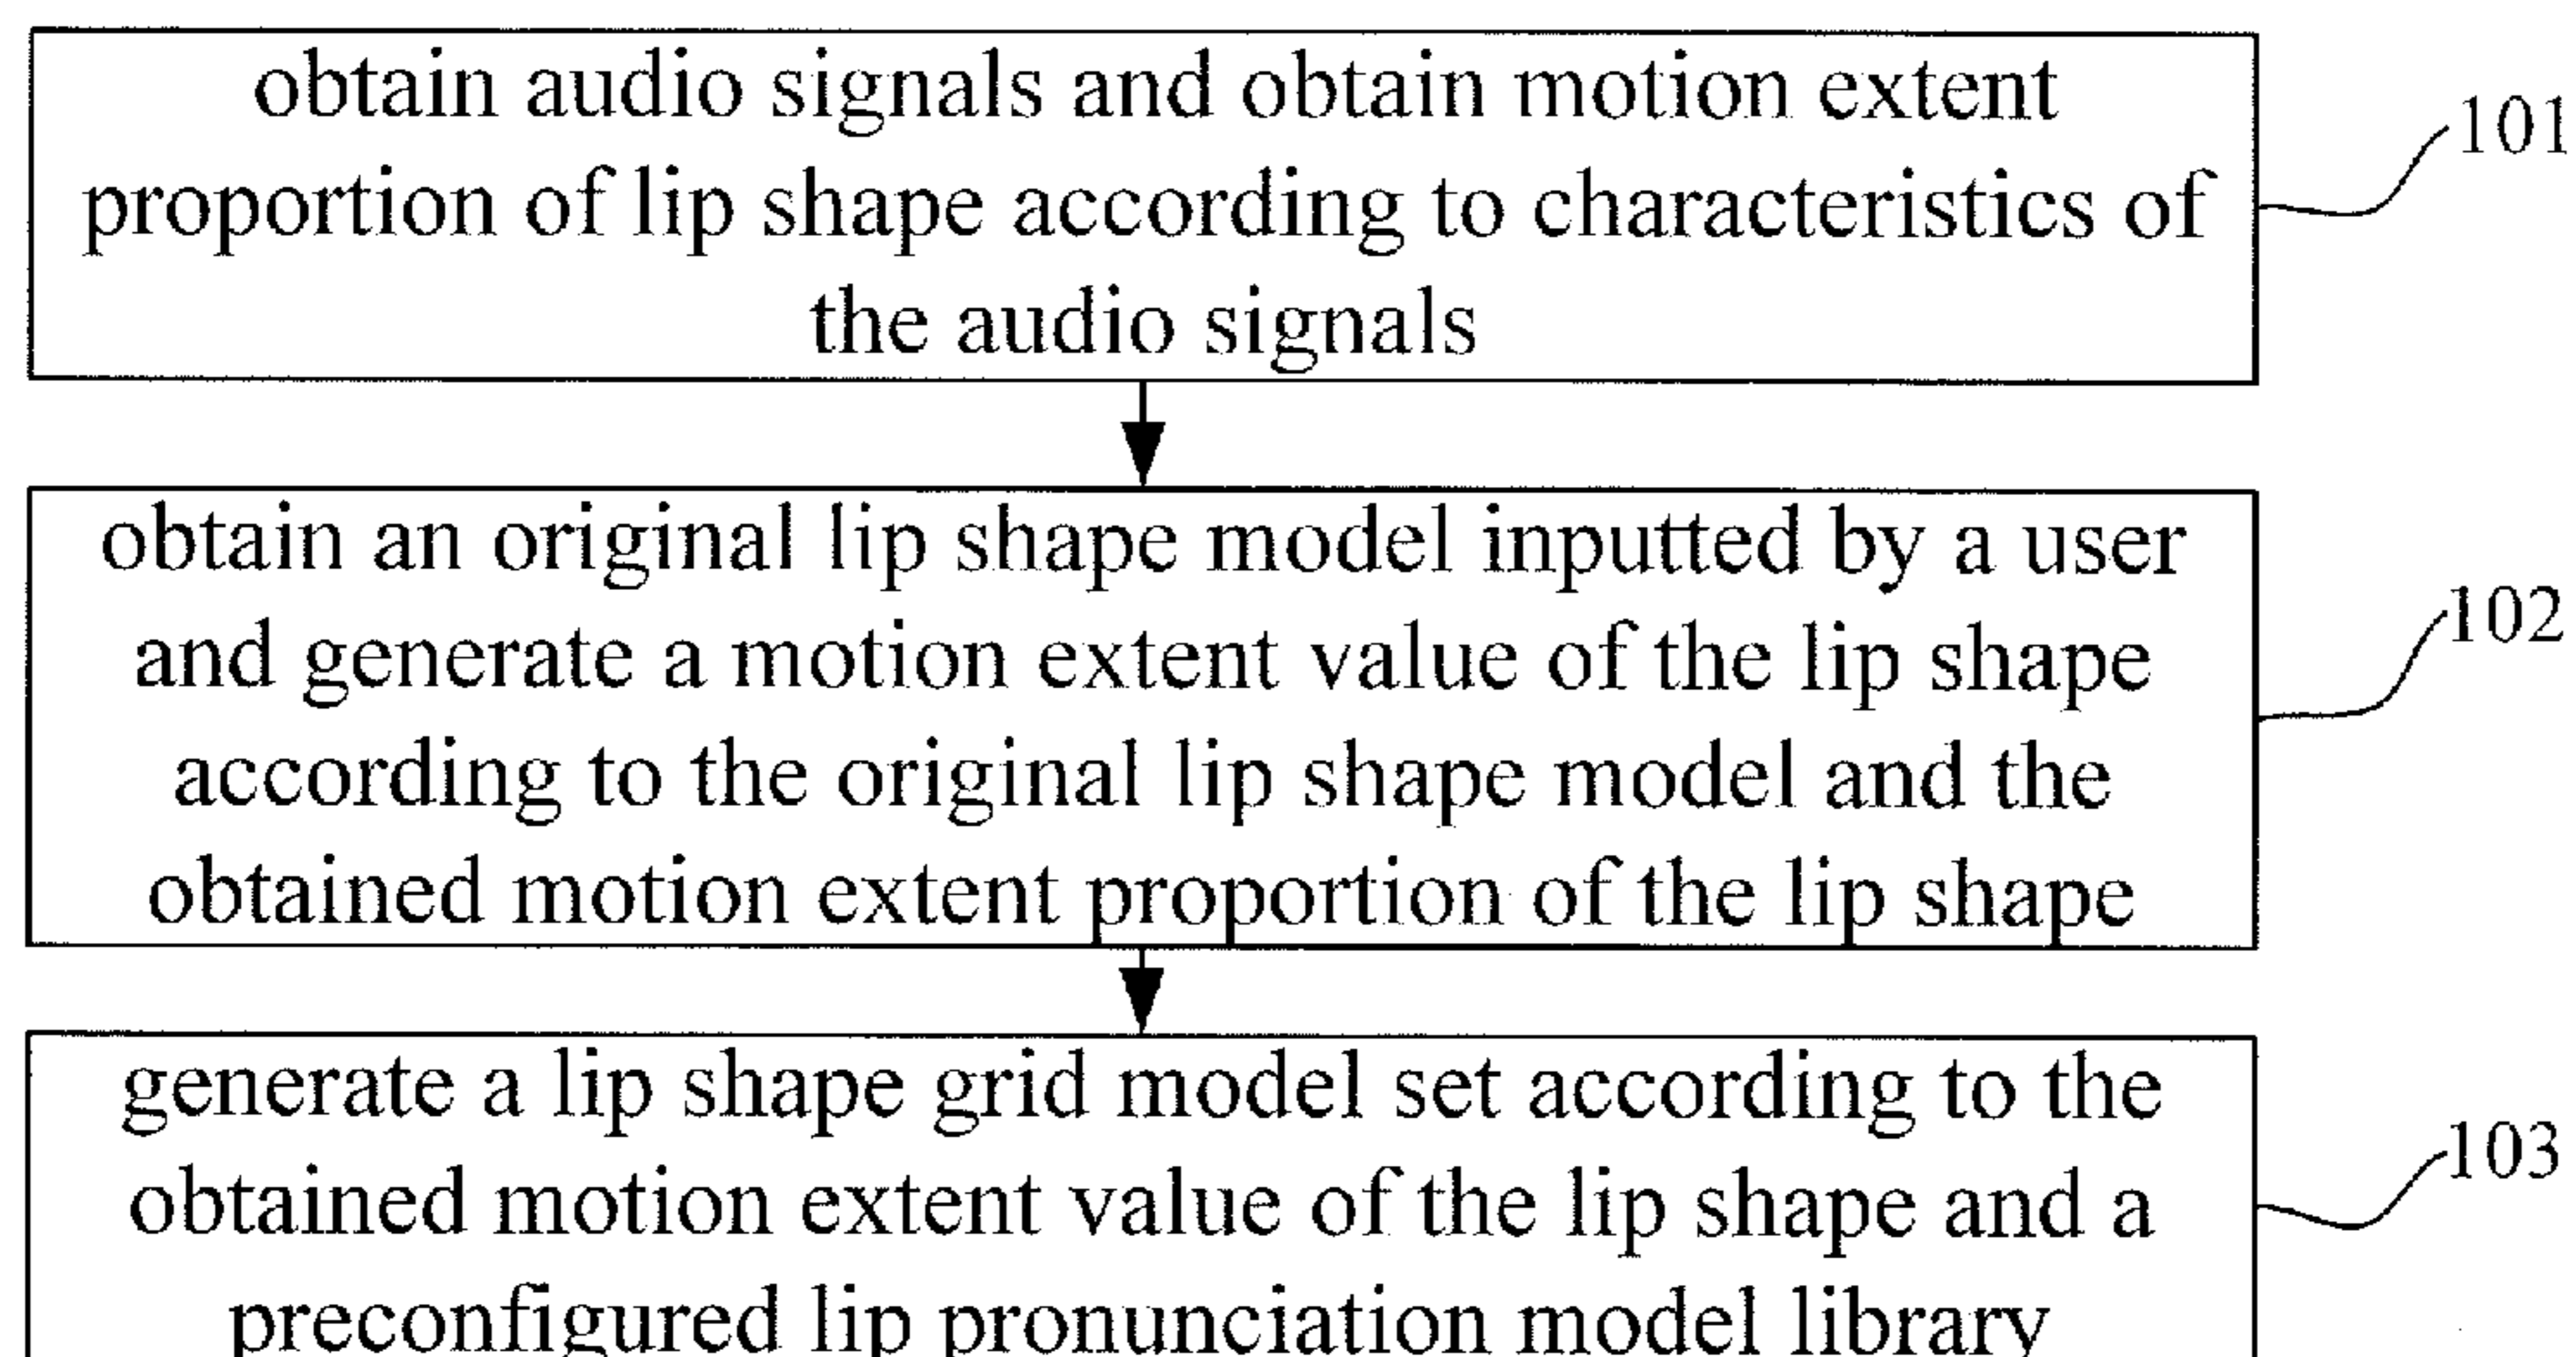 obtain audio signals and obtain motion extent
proportion of lip shape according to characteristics of
the audio signals
101
obtain an original lip shape model inputted by a user
and generate a motion extent value of the lip shape
according to the original lip shape model and the
obtained motion extent proportion of the lip shape
102
generate a lip shape grid model set according to the
obtained motion extent value of the lip shape and a
preconfigured lip pronunciation model library
103